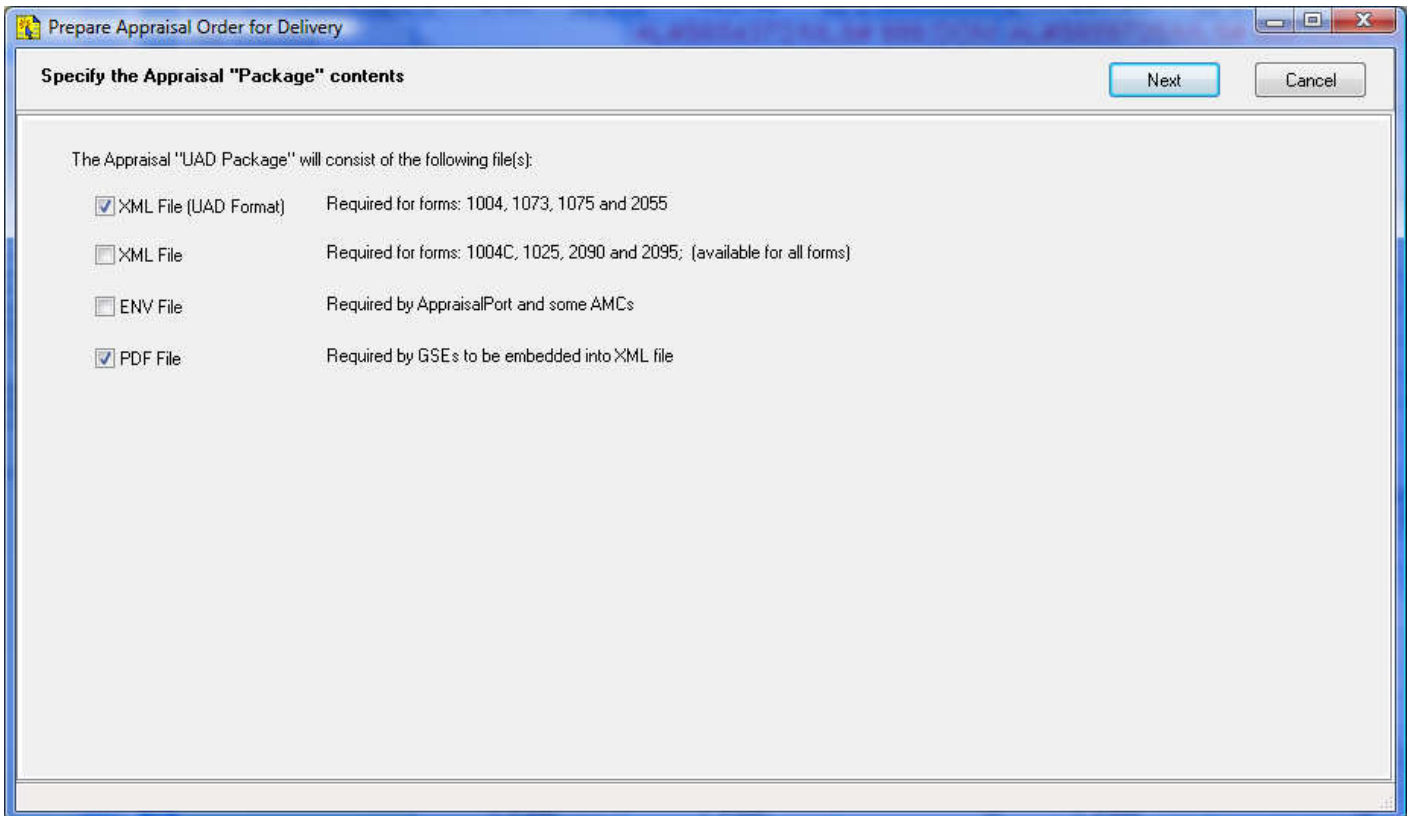 Prepare Appraisal Order for Delivery
Specify the Appraisal "Package" contents
Next
Cancel
The Appraisal "UAD Package" will consist of the following file(s):
XML File (UAD Format) Required for forms: 1004, 1073, 1075 and 2055
XML File Required for forms: 1004C, 1025, 2090 and 2095; (available for all forms)
ENV File Required by AppraisalPort and some AMCs
PDF File Required by GSEs to be embedded into XML file